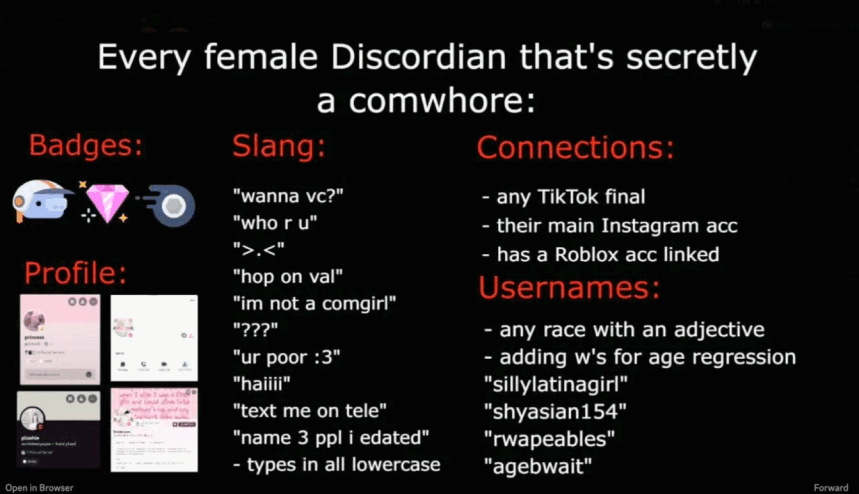 Every female Discordian that's secretly
a comwhore:
Badges:
Profile:
princess
plushie
Slang:
"wanna vc?"
"who r u"
">.<"
"hop on val"
"im not a comgirl"
"???"
"ur poor :3"
"haiiii"
"text me on tele"
"name 3 ppl i edated"
- types in all lowercase
Connections:
- any TikTok final
- their main Instagram acc
- has a Roblox acc linked
Usernames:
- any race with an adjective
- adding w's for age regression
"sillylatinagirl"
"shyasian154"
"rwapeables"
"agebwait"
Open in Browser
Forward